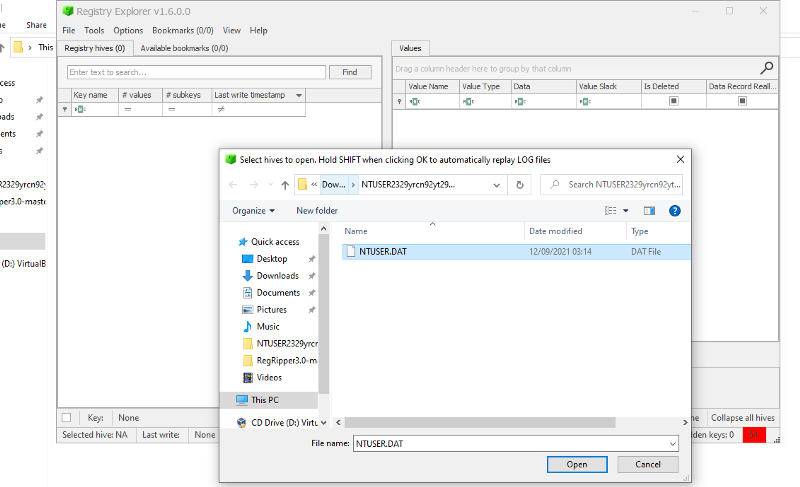 Registry Explorer v1.6.0.0
File Tools Options Bookmarks (0/0) View Help
Share
This
Registry hives (0) Available bookmarks (0/0)
Values
Enter text to search... Find
Drag a column header here to group by that column
Key name # values # subkeys Last write timestamp
Value Name Value Type Data Value Slack Is Deleted Data Record Reall...
= = ≠
Select hives to open. Hold SHIFT when clicking OK to automatically replay LOG files
« Dow... > NTUSER2329yrcn92yt29...
Search NTUSER2329yrcn92yt...
Organize New folder
Name Date modified Type
NTUSER.DAT 12/09/2021 03:14 DAT File
Quick access
Desktop
Downloads
Documents
Pictures
Music
NTUSER2329yrcn
RegRipper3.0-ma
Videos
This PC
CD Drive (D:) Virtu
File name: NTUSER.DAT
Open Cancel
cess
oads
ents
ER2329yrcn92y
pper3.0-maste
(D:) VirtualB
Key: None
Collapse all hives
Selected hive: NA Last write: None
dden keys: 0